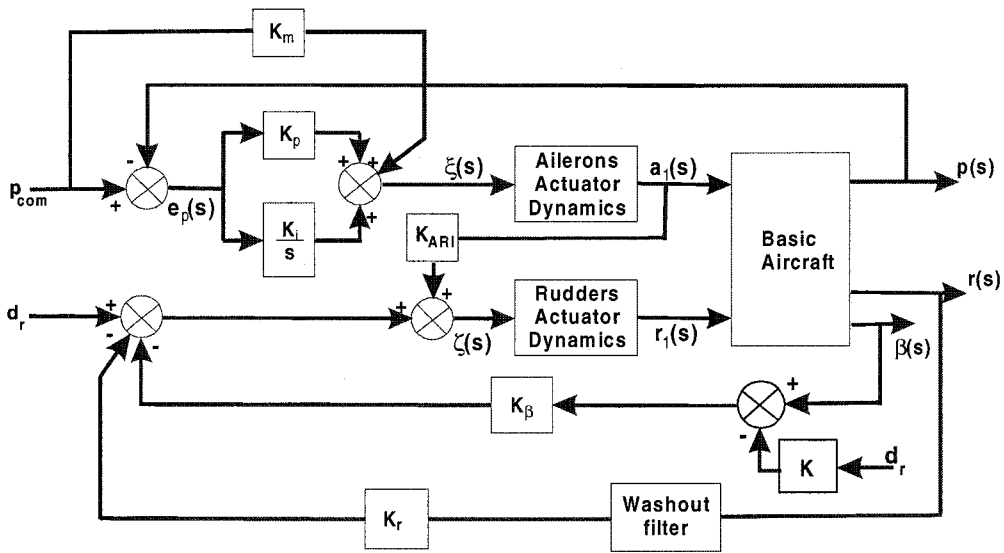 K_m
K_p
-
+ +
p_com
+
e_p(s)
+
ξ(s)
Ailerons
Actuator
Dynamics
a_1(s)
p(s)
K_i
s
K_ARI
Basic
Aircraft
d_r
+
-
-
+
+
ζ(s)
Rudders
Actuator
Dynamics
r_1(s)
r(s)
β(s)
K_β
+
-
K
d_r
K_r
Washout
filter